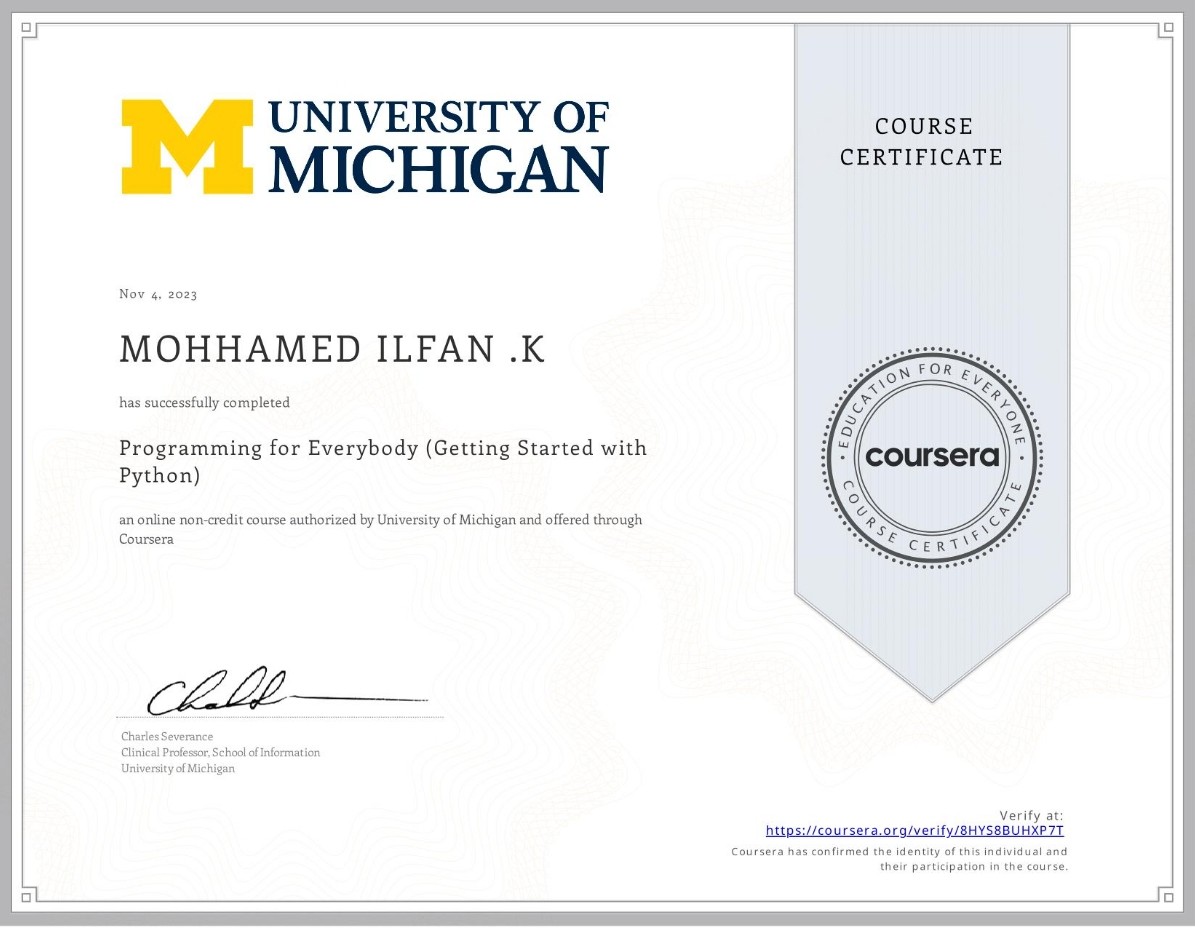 UNIVERSITY OF
MICHIGAN
COURSE
CERTIFICATE
Nov 4, 2023
MOHHAMED ILFAN .K
has successfully completed
Programming for Everybody (Getting Started with
Python)
an online non-credit course authorized by University of Michigan and offered through
Coursera
EDUCATION FOR EVERYONE
coursera
COURSE CERTIFICATE
Charles Severance
Clinical Professor, School of Information
University of Michigan
Verify at:
https://coursera.org/verify/8HYS8BUHXP7T
Coursera has confirmed the identity of this individual and
their participation in the course.